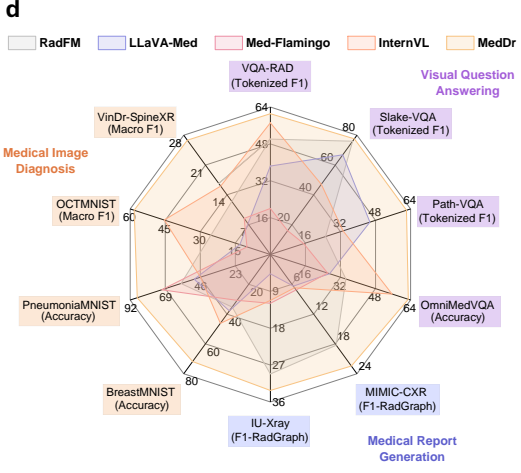 d
RadFM LLaVA-Med Med-Flamingo InternVL MedDr
VQA-RAD
(Tokenized F1)
Visual Question
Answering
Slake-VQA
(Tokenized F1)
VinDr-SpineXR
(Macro F1)
Medical Image
Diagnosis
OCTMNIST
(Macro F1)
Path-VQA
(Tokenized F1)
PneumoniaMNIST
(Accuracy)
OmniMedVQA
(Accuracy)
BreastMNIST
(Accuracy)
MIMIC-CXR
(F1-RadGraph)
IU-Xray
(F1-RadGraph)
Medical Report
Generation
64
48
32
16
80
60
40
20
64
48
32
16
64
48
32
16
24
18
12
6
36
27
18
9
80
60
40
20
92
69
46
23
60
45
30
15
28
21
14
7